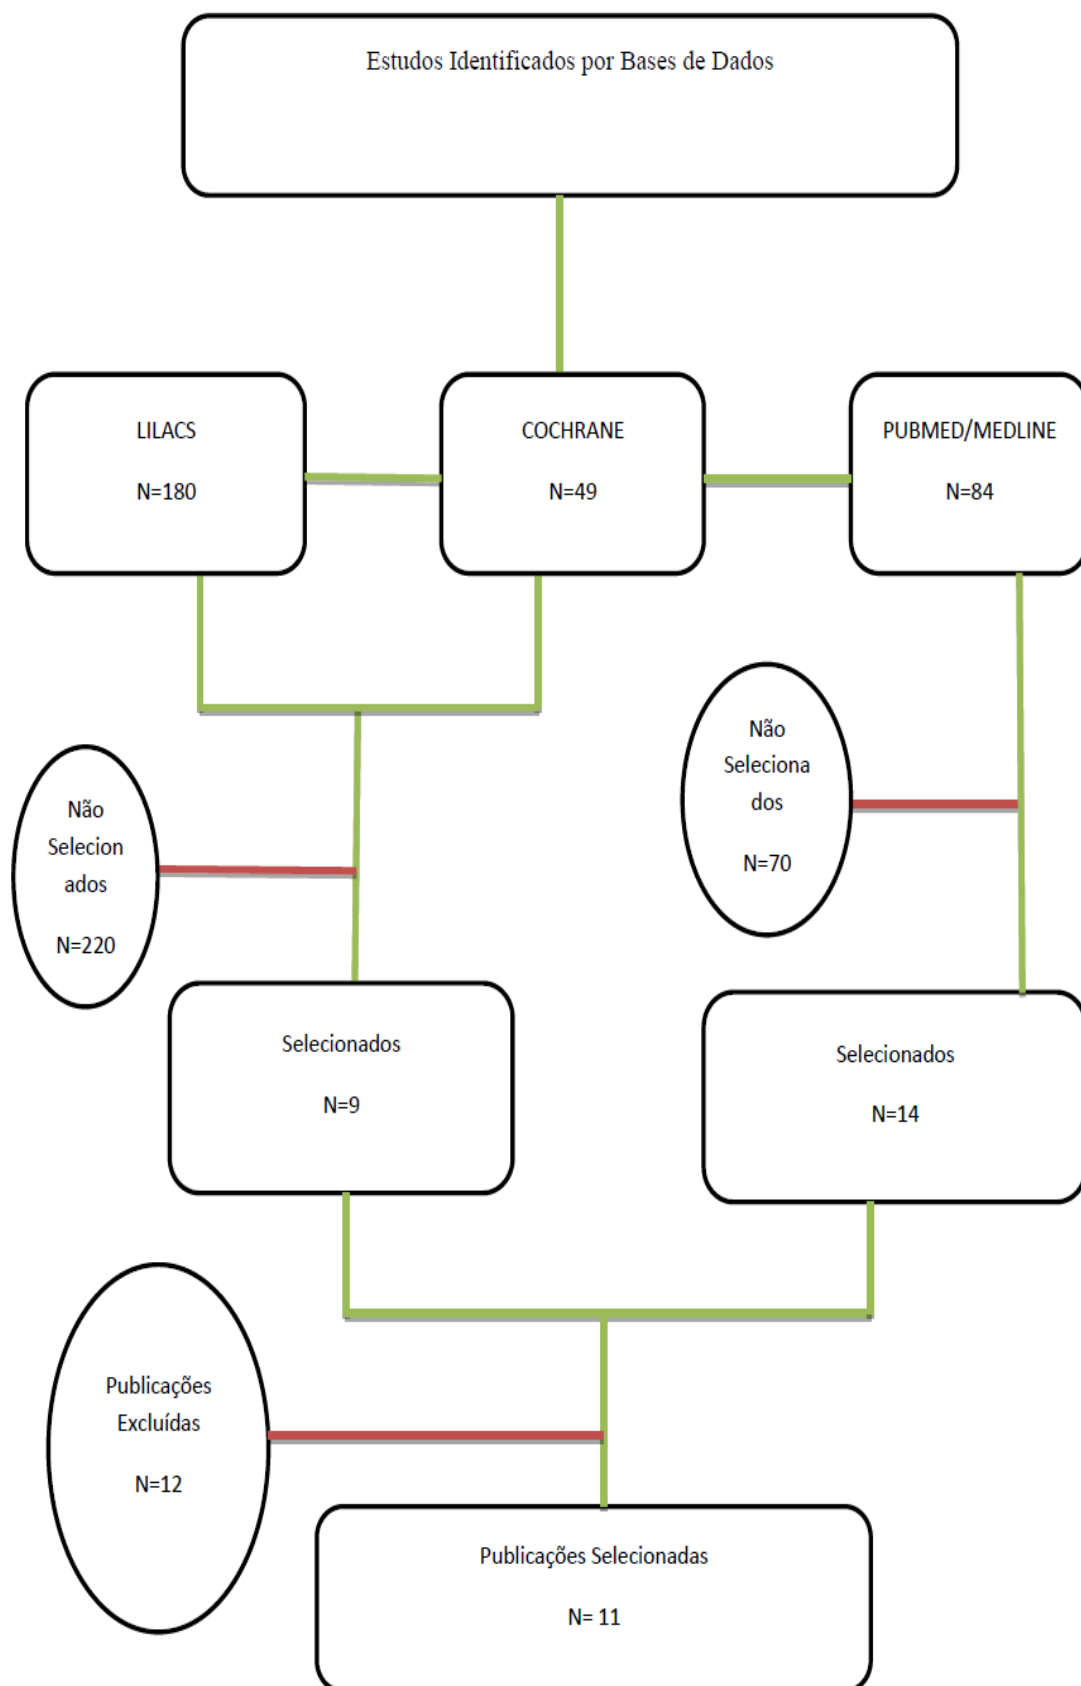 Estudos Identificados por Bases de Dados
LILACS
N=180
COCHRANE
N=49
PUBMED/MEDLINE
N=84
Não
Seleciona
dos
N=70
Não
Selecion
ados
N=220
Selecionados
N=9
Selecionados
N=14
Publicações
Excluídas
N=12
Publicações Selecionadas
N= 11